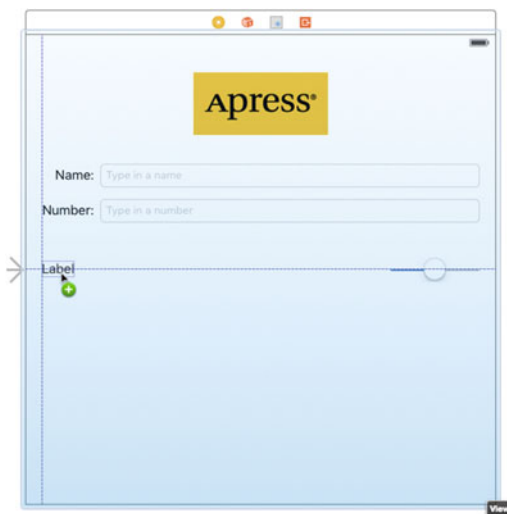 Apress®
Name: Type in a name
Number: Type in a number
Label
View